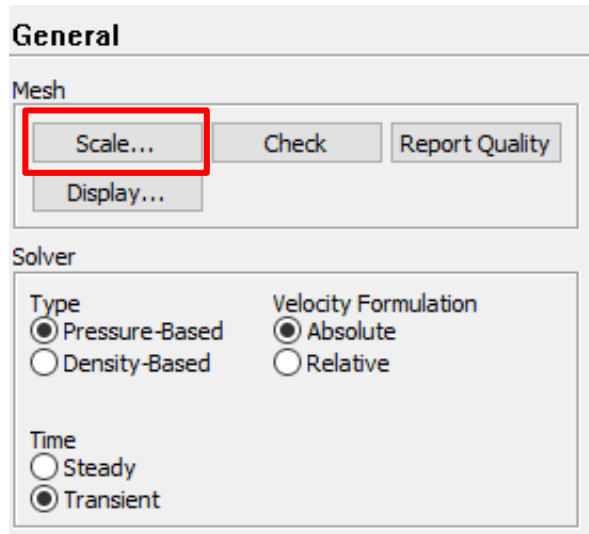 General
Mesh
Scale... Check Report Quality
Display...
Solver
Type Velocity Formulation
Pressure-Based Absolute
Density-Based Relative
Time
Steady
Transient